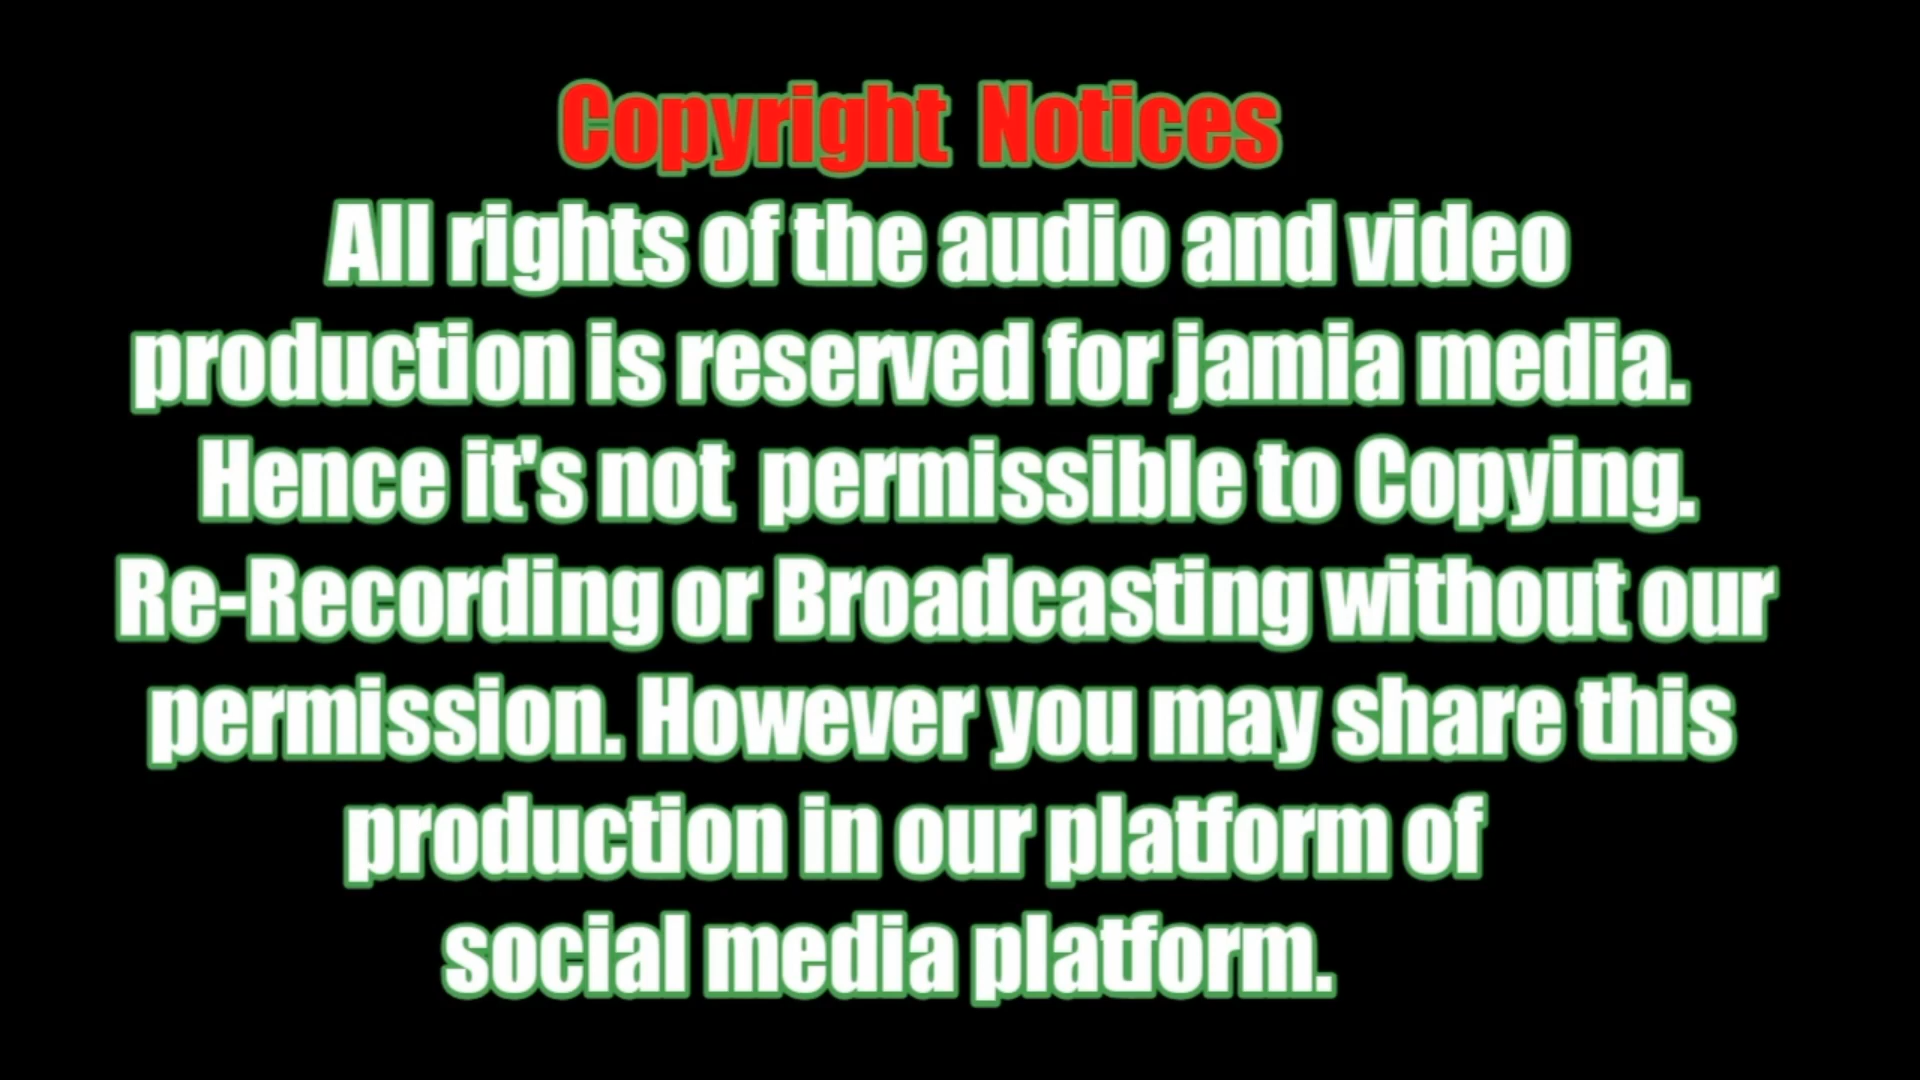 Copyright Notices
All rights of the audio and video
production is reserved for jamia media.
Hence it's not permissible to Copying.
Re-Recording or Broadcasting without our
permission. However you may share this
production in our platform of
social media platform.